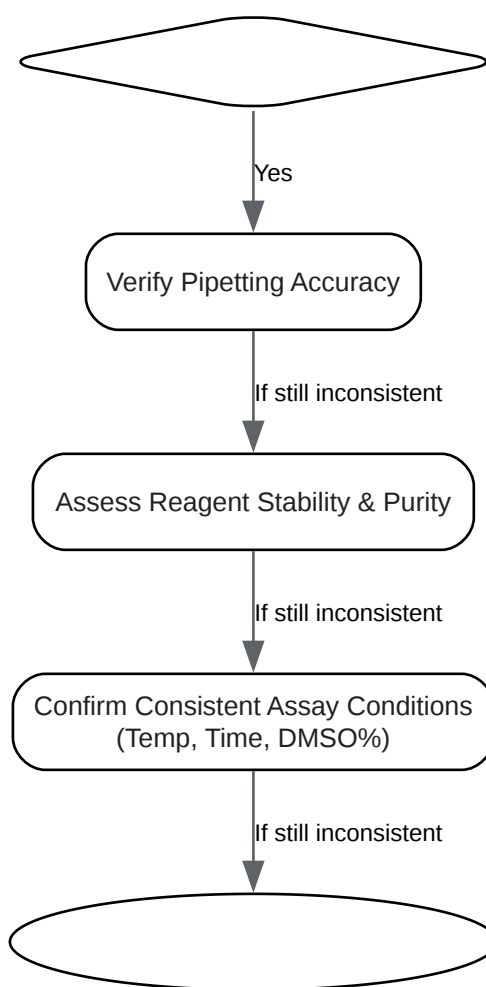 Yes
Verify Pipetting Accuracy
If still inconsistent
Assess Reagent Stability & Purity
If still inconsistent
Confirm Consistent Assay Conditions
(Temp, Time, DMSO%)
If still inconsistent